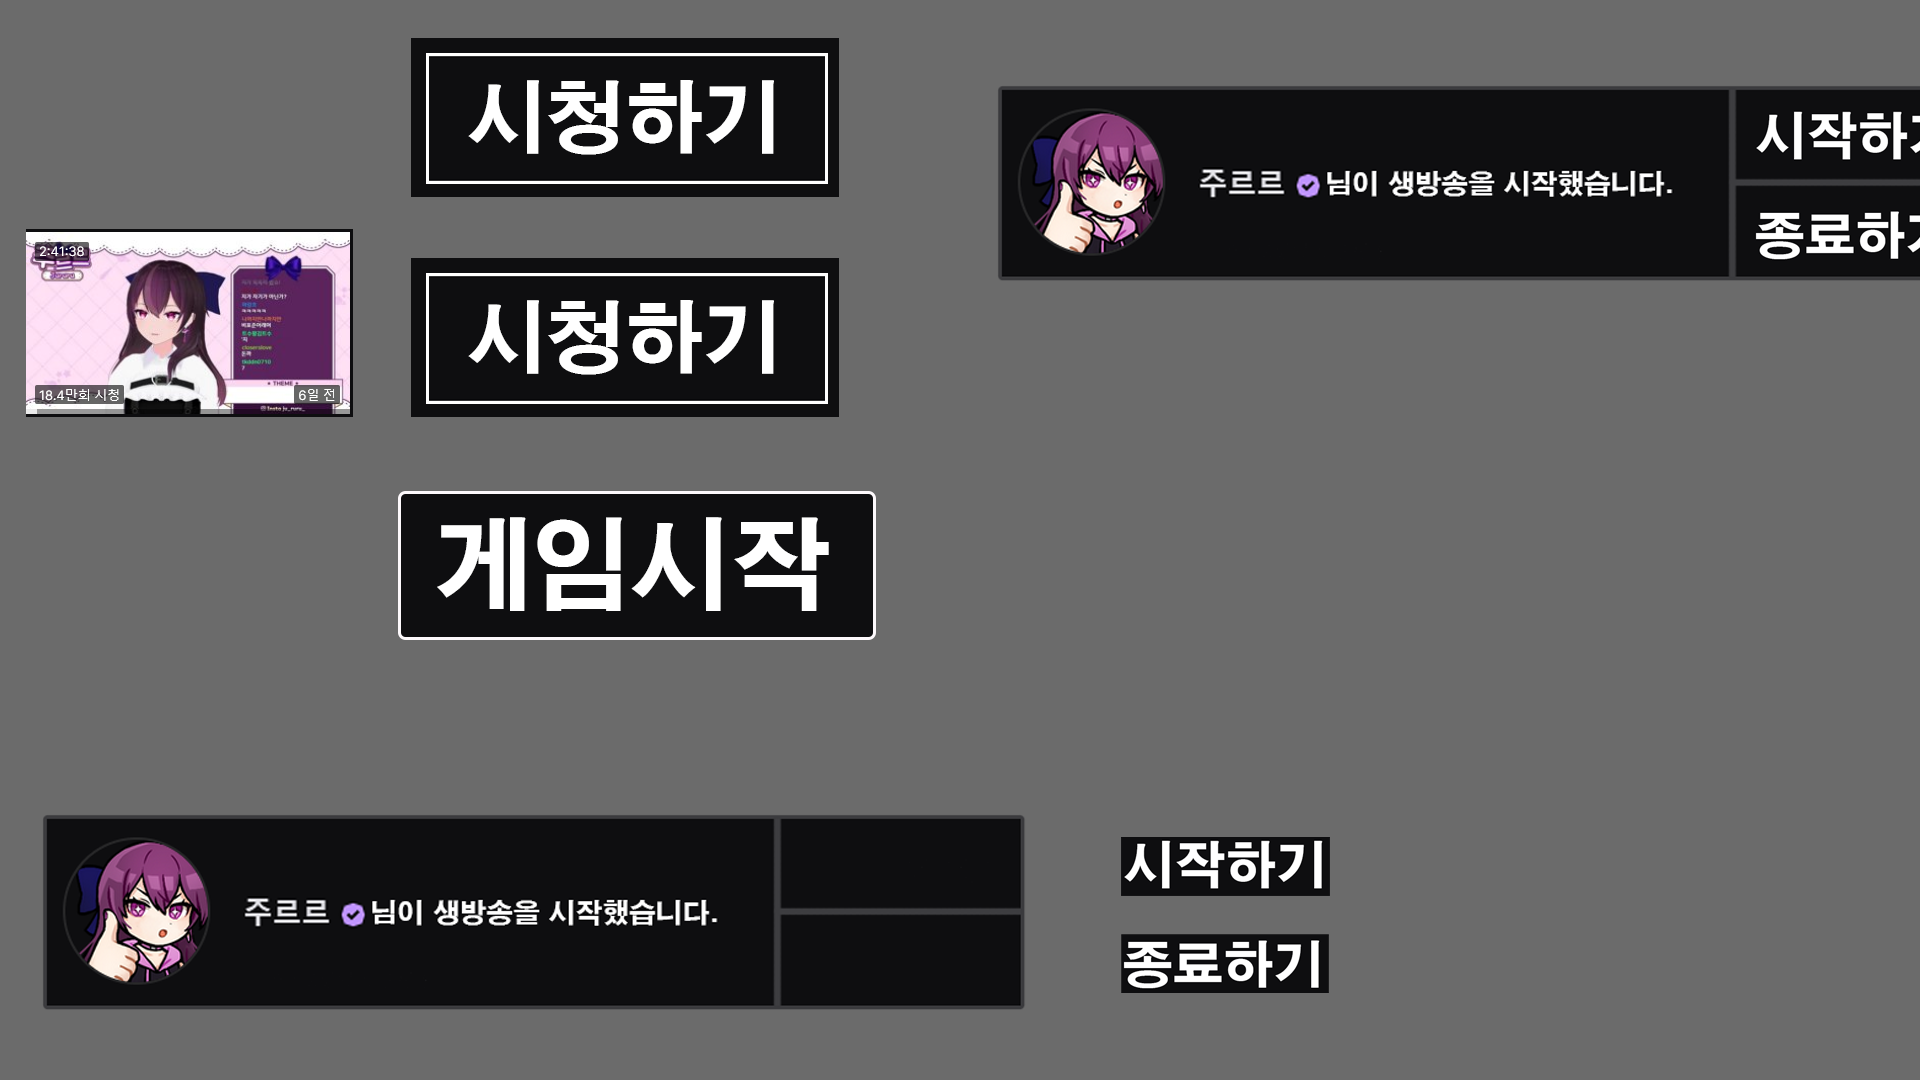 시청하기
시작하
주르르 님이 생방송을 시작했습니다.
종료하
2:41:38
시청하기
THEME
18.4만회 시청
6일 전
게임시작
주르르 님이 생방송을 시작했습니다.
시작하기
종료하기